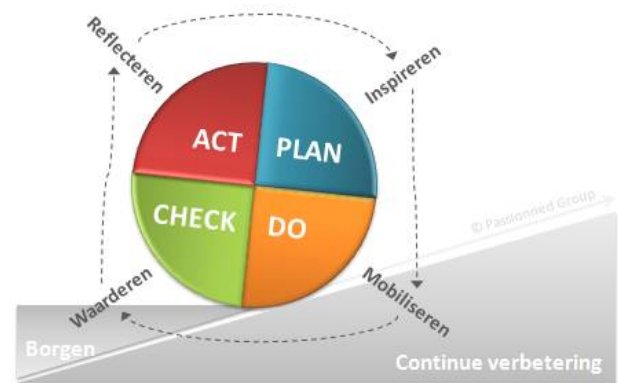 Reflecteren
Inspireren
ACT
PLAN
CHECK
DO
© Passionned Group
Waarderen
Mobiliseren
Borgen
Continue verbetering